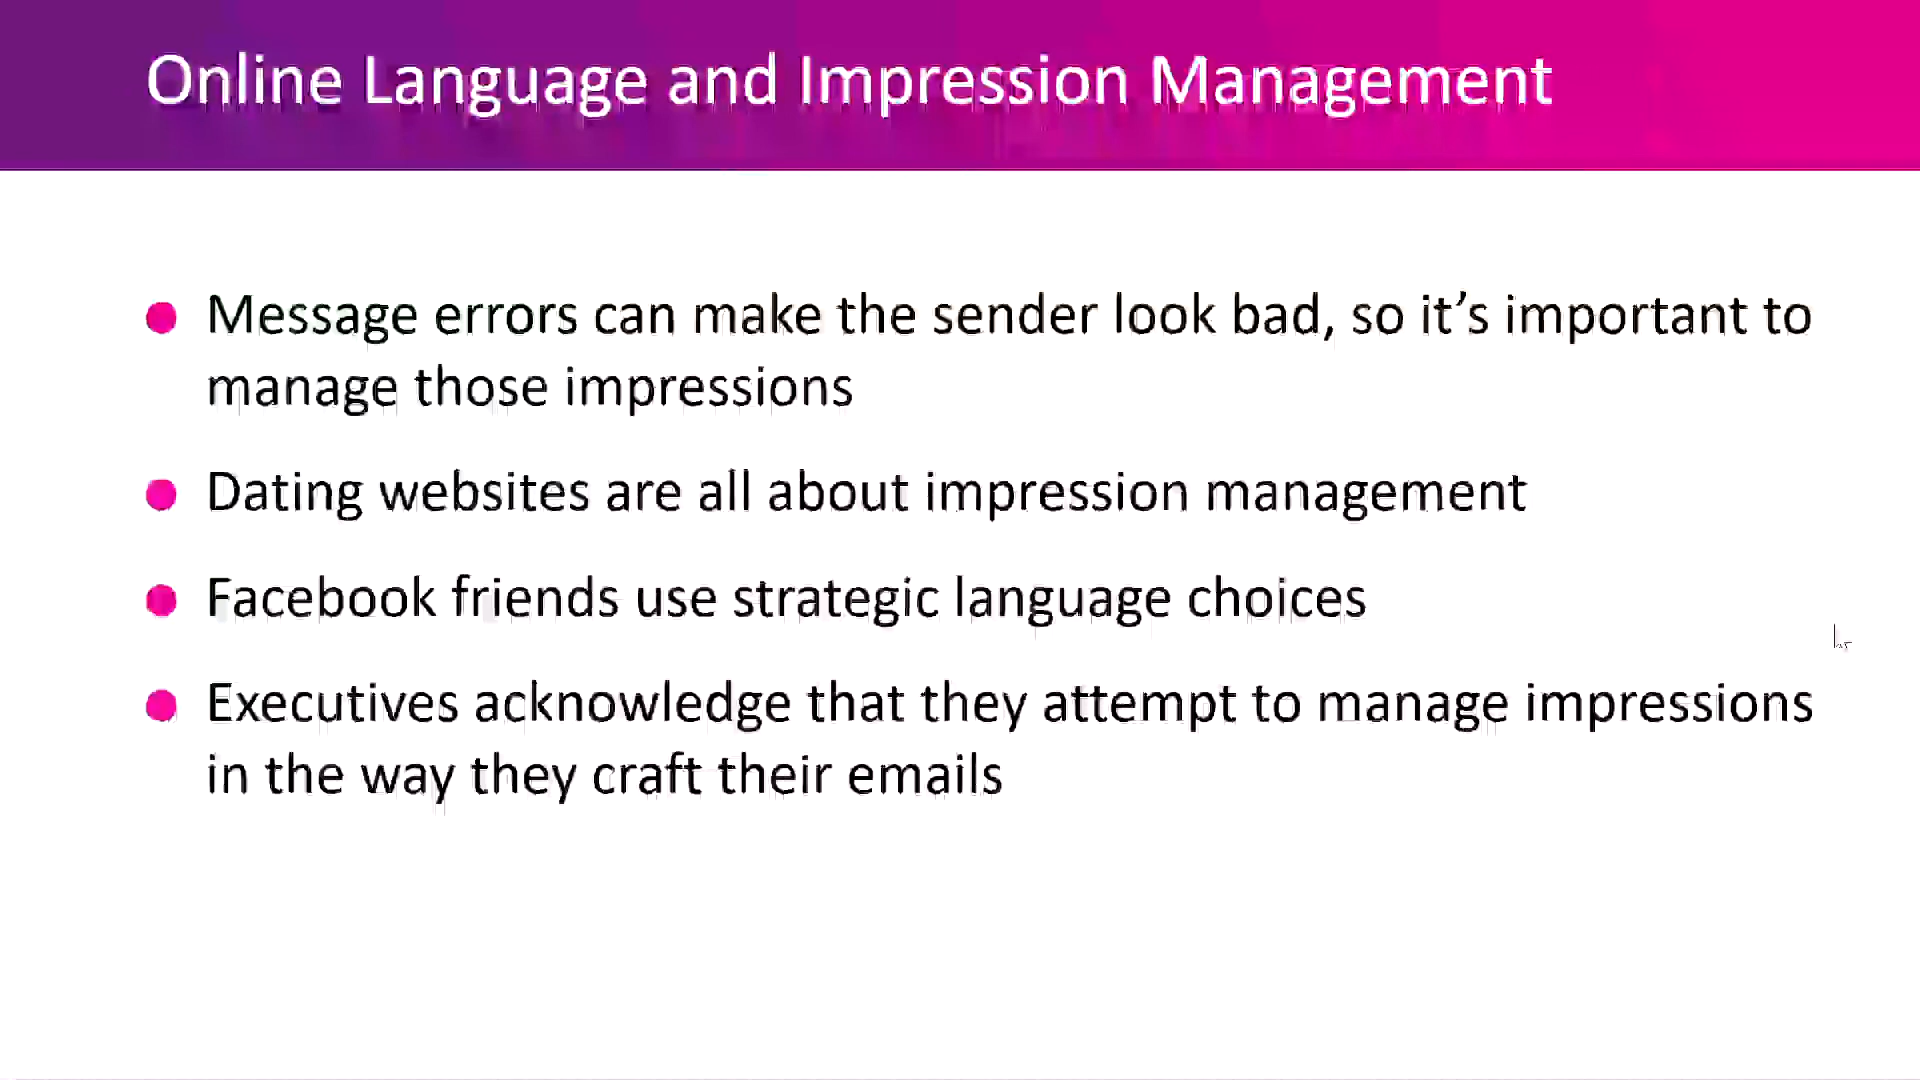 Online Language and Impression Management
Message errors can make the sender look bad, so it’s important to
manage those impressions
Dating websites are all about impression management
Facebook friends use strategic language choices
Executives acknowledge that they attempt to manage impressions
in the way they craft their emails